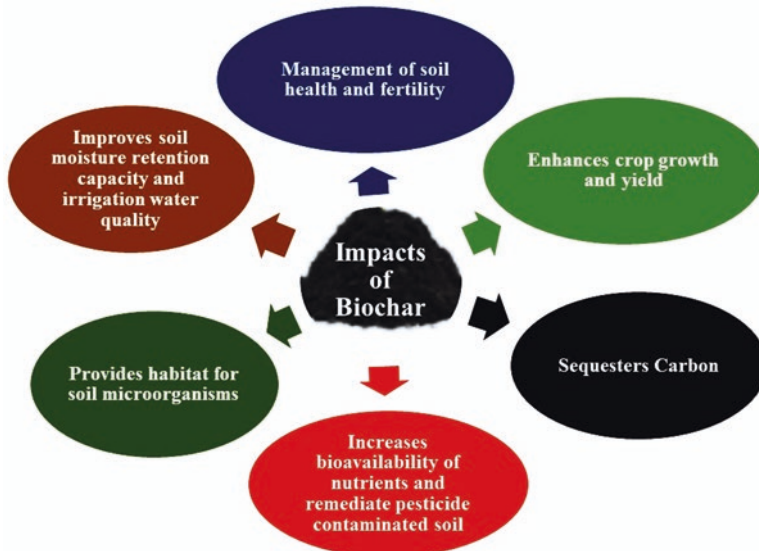 Management of soil
health and fertility
Improves soil
moisture retention
capacity and
irrigation water
quality
Enhances crop growth
and yield
Impacts
of
Biochar
Provides habitat for
soil microorganisms
Sequesters Carbon
Increases
bioavailability of
nutrients and
remediate pesticide
contaminated soil